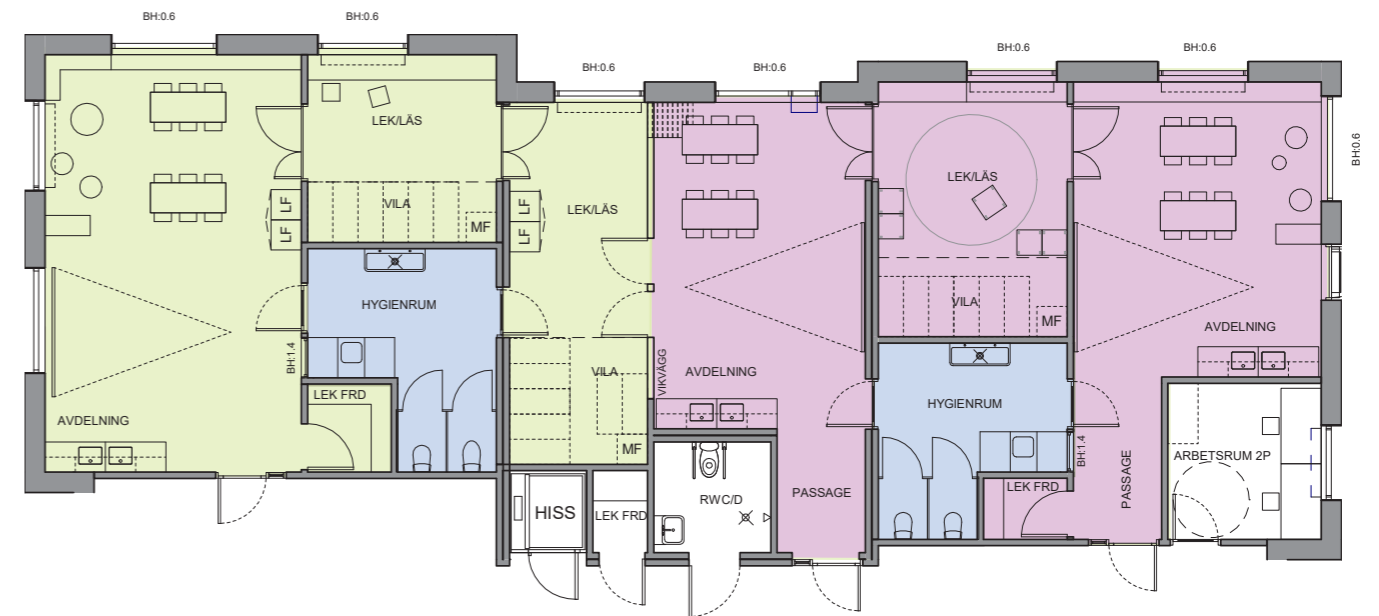 BH:0.6
BH:0.6
BH:0.6
BH:0.6
BH:0.6
BH:0.6
BH:0.6
LEK/LÄS
LEK/LÄS
LEK/LÄS
LF
LF
LF
LF
VILA
MF
HYGIENRUM
VILA
MF
AVDELNING
BH:1.4
VIKVÄGG
AVDELNING
VILA
MF
HYGIENRUM
LEK FRD
AVDELNING
BH:1.4
ARBETSRUM 2P
LEK FRD
PASSAGE
PASSAGE
RWC/D
HISS
LEK FRD